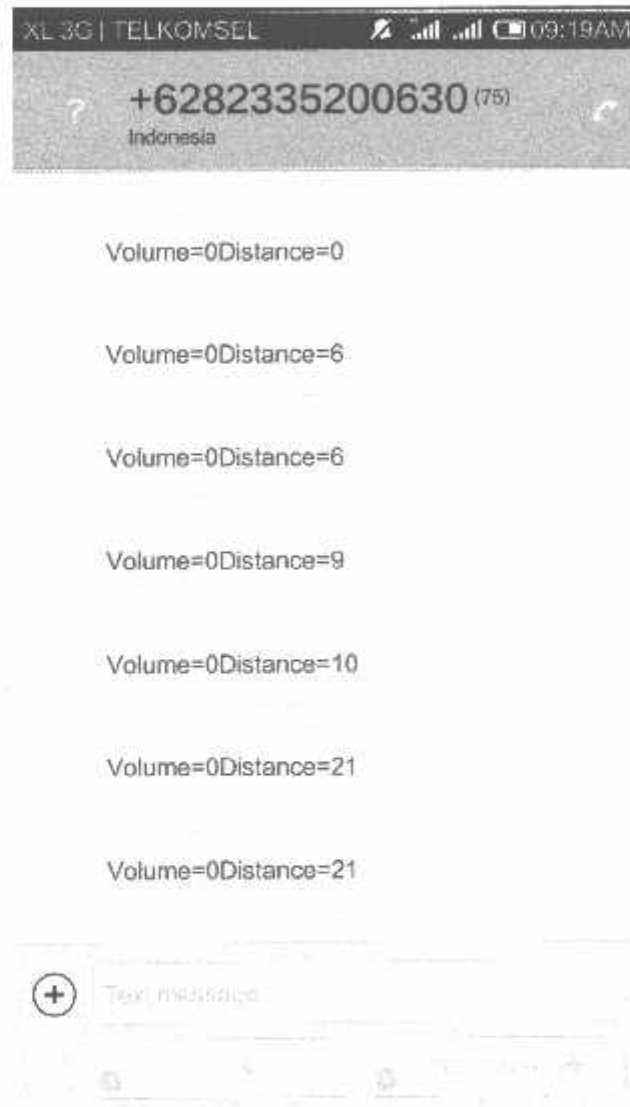 XL 3G | TELKOMSEL 09:19AM
? +6282335200630 (75)
Indonesia
Volume=0Distance=0
Volume=0Distance=6
Volume=0Distance=6
Volume=0Distance=9
Volume=0Distance=10
Volume=0Distance=21
Volume=0Distance=21
Text message